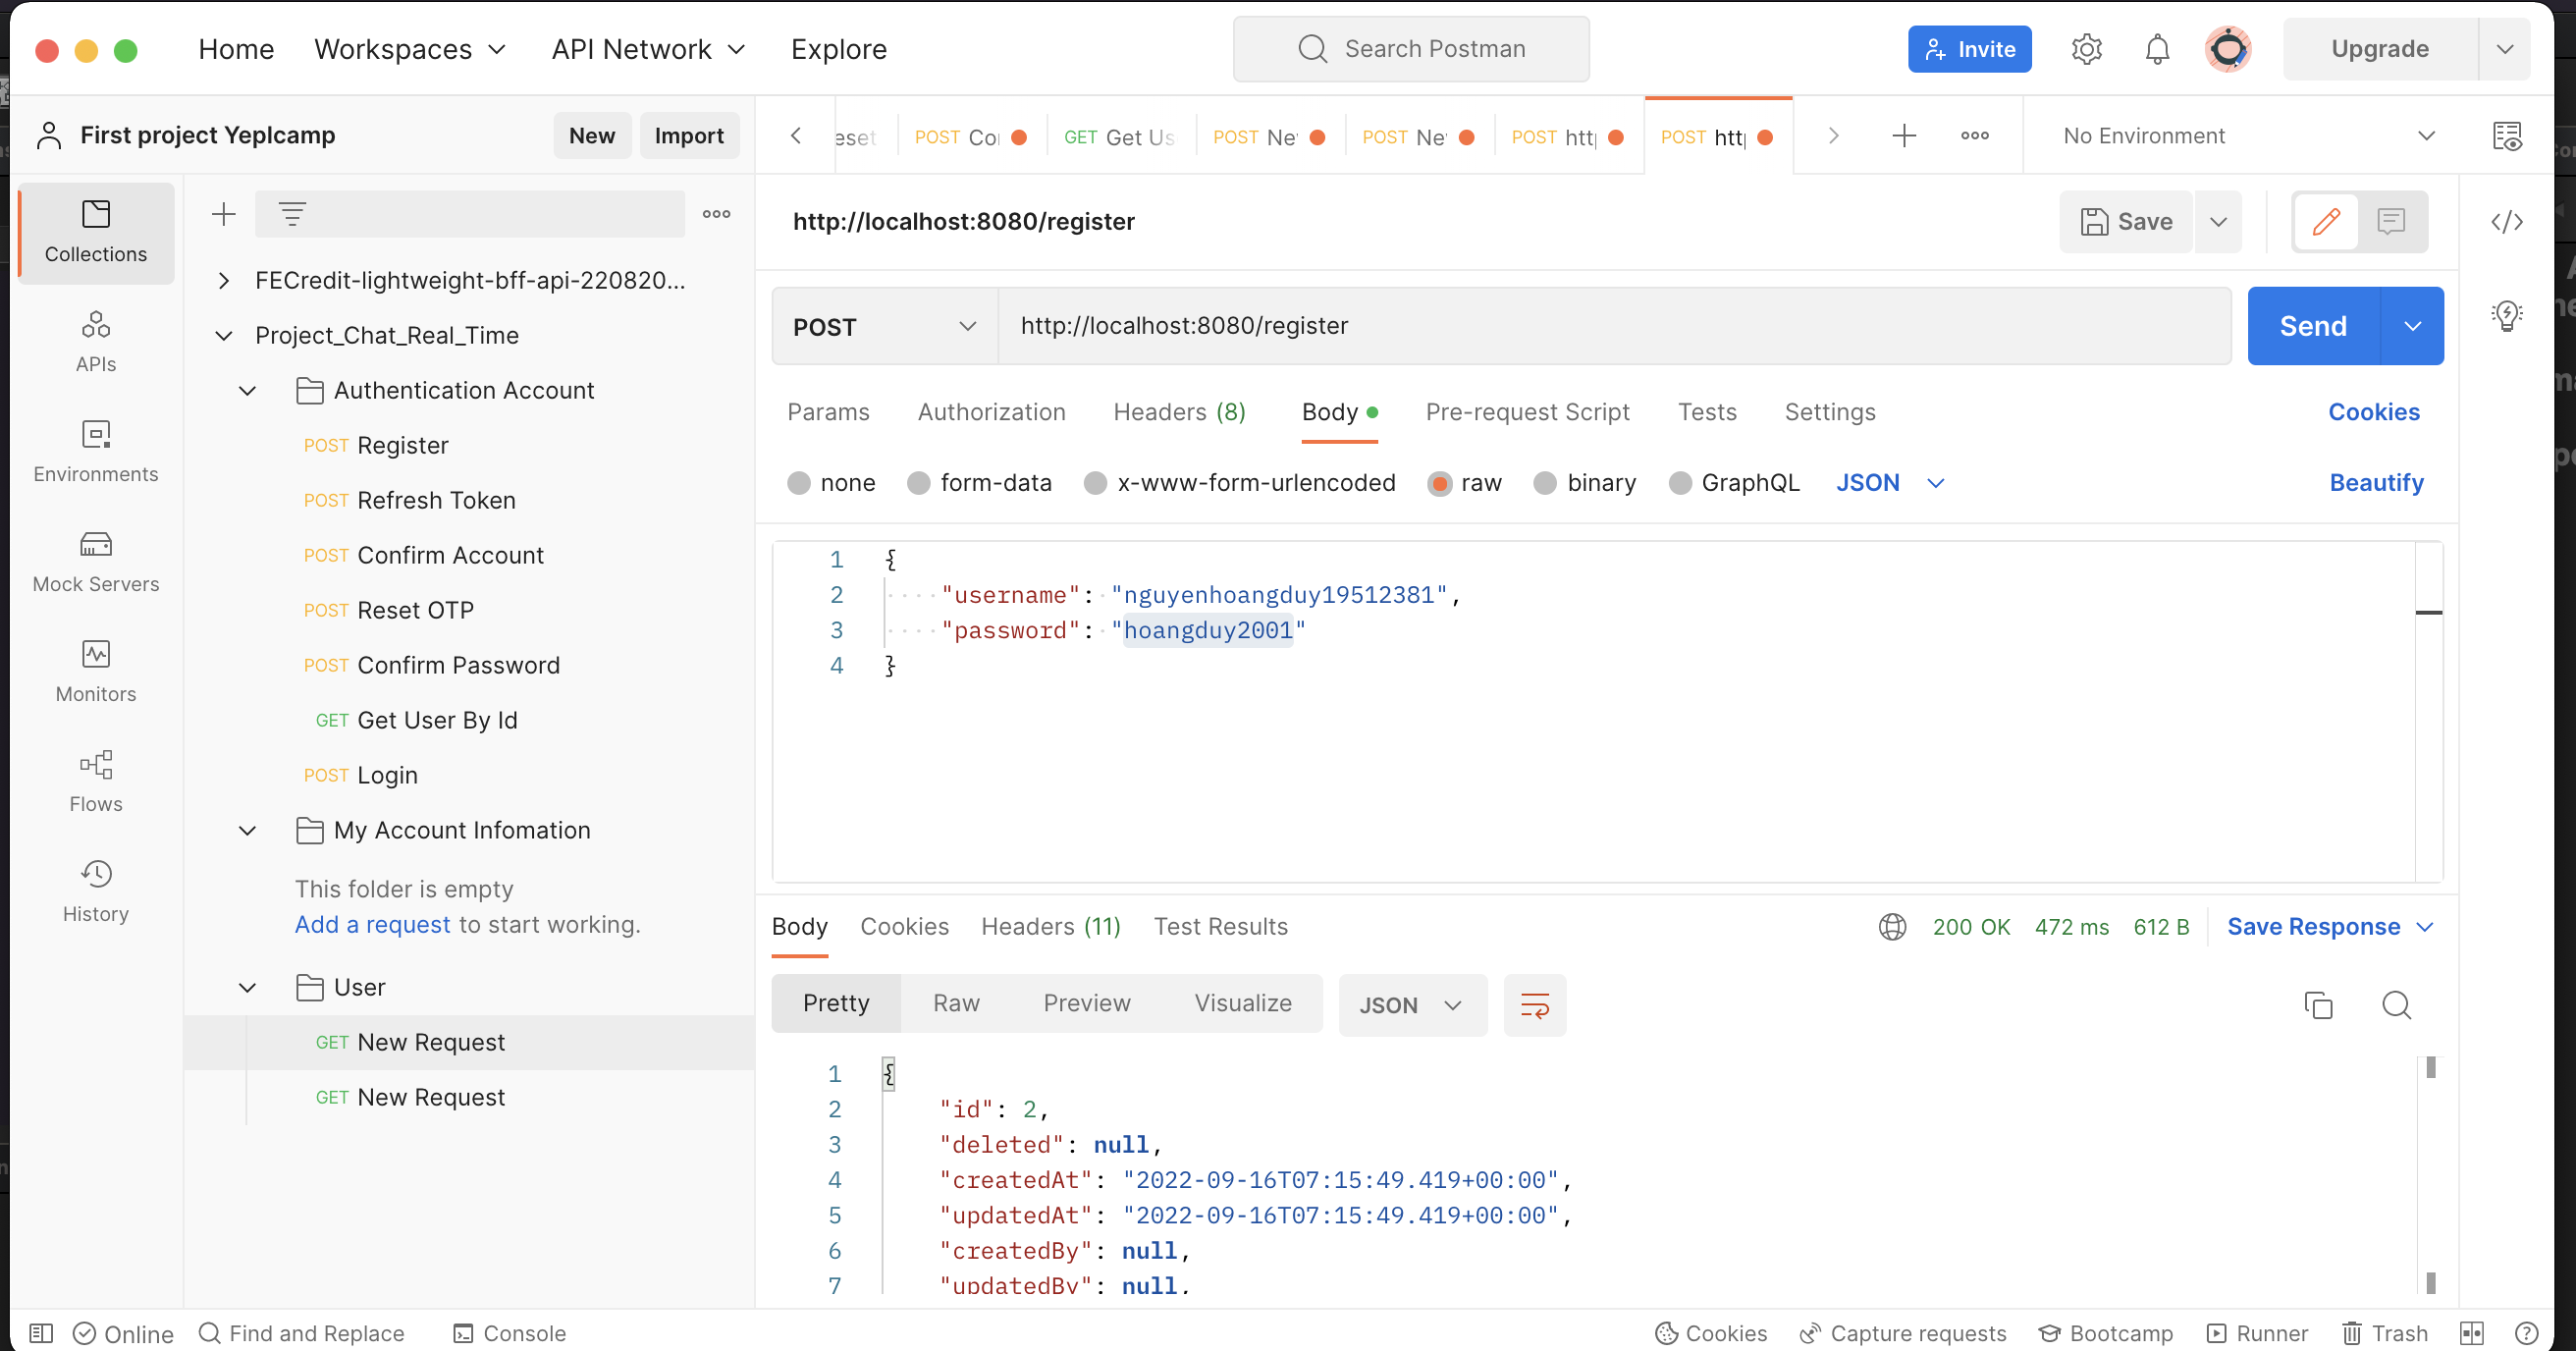 Home Workspaces API Network Explore Search Postman Invite Upgrade
First project Yeplcamp New Import
POST GET Get Us POST POST POST POST No Environment
Collections
APIs
Environments
Mock Servers
Monitors
Flows
History
FECredit-lightweight-bff-api-220820...
Project_Chat_Real_Time
Authentication Account
POST Register
POST Refresh Token
POST Confirm Account
POST Reset OTP
POST Confirm Password
GET Get User By Id
POST Login
My Account Infomation
This folder is empty
Add a request to start working.
User
GET New Request
GET New Request
http://localhost:8080/register Save
POST http://localhost:8080/register Send
Params Authorization Headers (8) Body Pre-request Script Tests Settings Cookies
none form-data x-www-form-urlencoded raw binary GraphQL JSON Beautify
1 {
2 "username": "nguyenhoangduy19512381",
3 "password": "hoangduy2001"
4 }
Body Cookies Headers (11) Test Results 200 OK 472 ms 612 B Save Response
Pretty Raw Preview Visualize JSON
1 {
2 "id": 2,
3 "deleted": null,
4 "createdAt": "2022-09-16T07:15:49.419+00:00",
5 "updatedAt": "2022-09-16T07:15:49.419+00:00",
6 "createdBy": null,
7 "updatedBy": null,
Online Find and Replace Console Cookies Capture requests Bootcamp Runner Trash